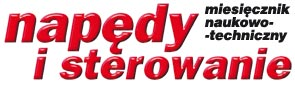 napędy
i sterowanie
miesięcznik
naukowo-
-techniczny